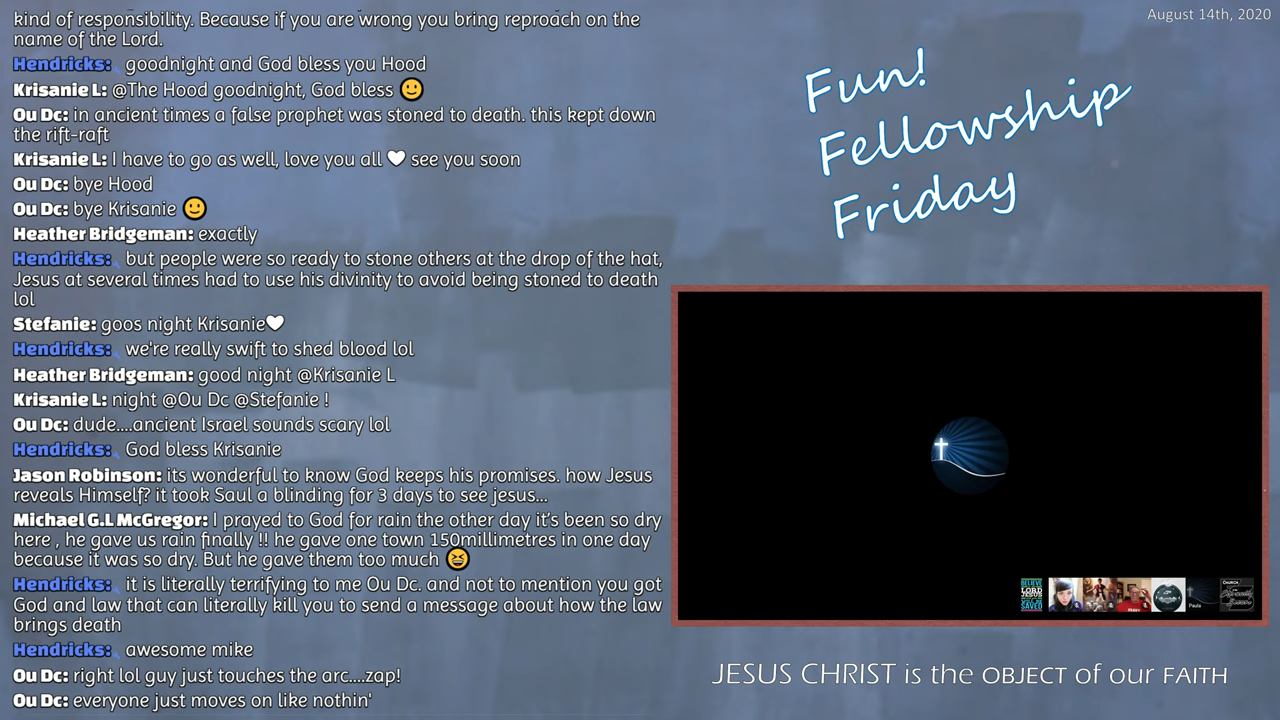 kind of responsibility. Because if you are wrong you bring reproach on the
name of the Lord.
Hendricks: goodnight and God bless you Hood
Krisanie L: @The Hood goodnight, God bless 🙂
Ou Dc: in ancient times a false prophet was stoned to death. this kept down
the rift-raft
Krisanie L: I have to go as well, love you all 🤍 see you soon
Ou Dc: bye Hood
Ou Dc: bye Krisanie 🙂
Heather Bridgeman: exactly
Hendricks: but people were so ready to stone others at the drop of the hat,
Jesus at several times had to use his divinity to avoid being stoned to death
lol
Stefanie: goos night Krisanie🤍
Hendricks: we're really swift to shed blood lol
Heather Bridgeman: good night @Krisanie L
Krisanie L: night @Ou Dc @Stefanie !
Ou Dc: dude....ancient Israel sounds scary lol
Hendricks: God bless Krisanie
Jason Robinson: its wonderful to know God keeps his promises. how Jesus
reveals Himself? it took Saul a blinding for 3 days to see jesus...
Michael G.L McGregor: I prayed to God for rain the other day it's been so dry
here , he gave us rain finally !! he gave one town 150millimetres in one day
because it was so dry. But he gave them too much 😆
Hendricks: it is literally terrifying to me Ou Dc. and not to mention you got
God and law that can literally kill you to send a message about how the law
brings death
Hendricks: awesome mike
Ou Dc: right lol guy just touches the arc....zap!
Ou Dc: everyone just moves on like nothin'
August 14th, 2020
Fun!
Fellowship
Friday
BELIEVE
LORD
JESUS
WILL BE
SAVED
Paula
CHURCH
JESUS CHRIST is the OBJECT of our FAITH